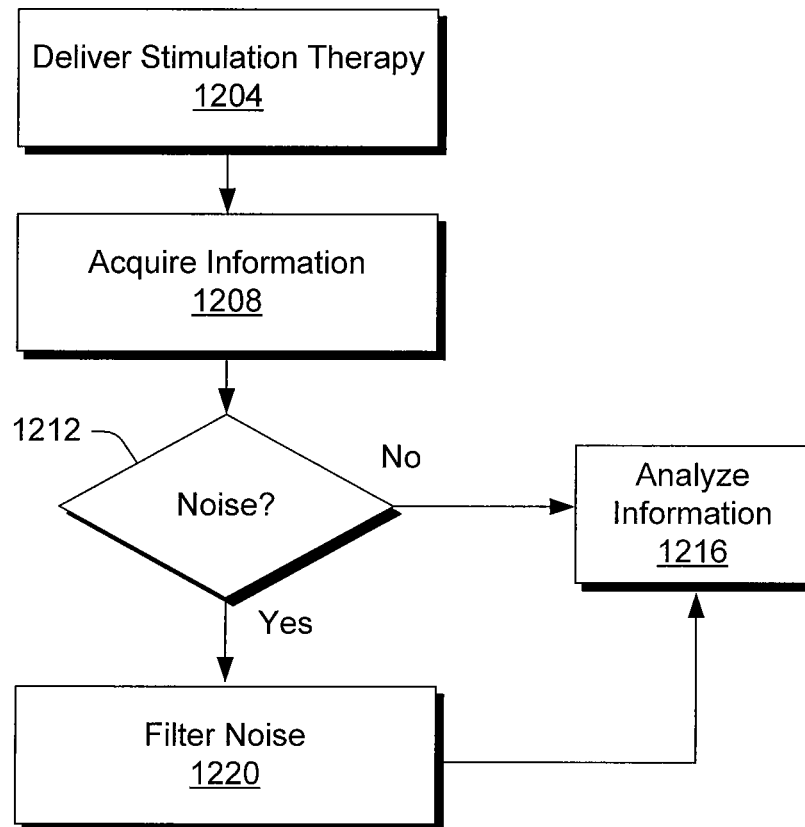 Deliver Stimulation Therapy
1204
Acquire Information
1208
1212
Noise?
No
Analyze
Information
1216
Yes
Filter Noise
1220